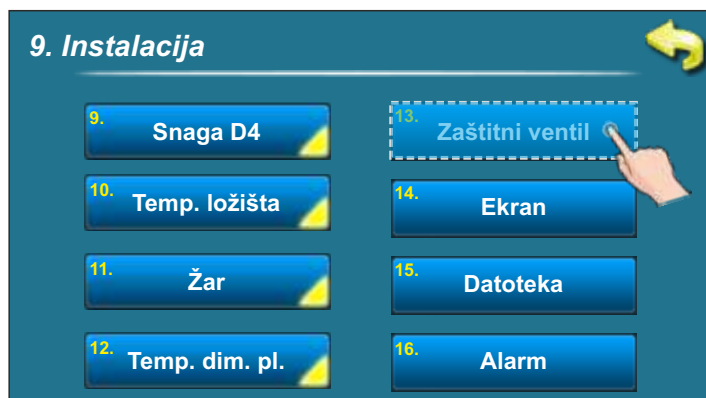 9. Instalacija
9. Snaga D4
10. Temp. ložišta
11. Žar
12. Temp. dim. pl.
13. Zaštitni ventil
14. Ekran
15. Datoteka
16. Alarm